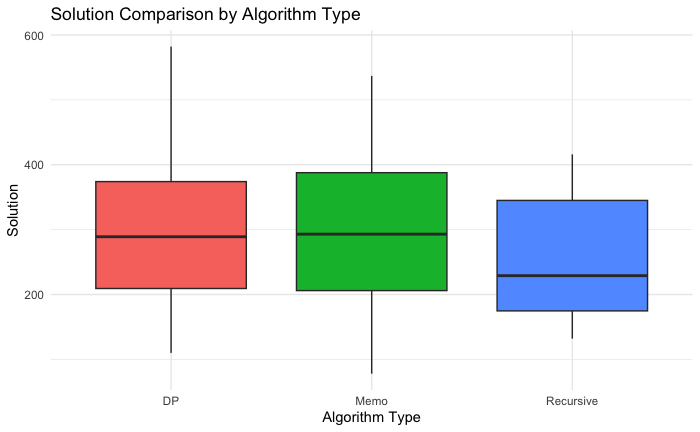 Solution Comparison by Algorithm Type
600
400
200
Solution
DP
Memo
Recursive
Algorithm Type